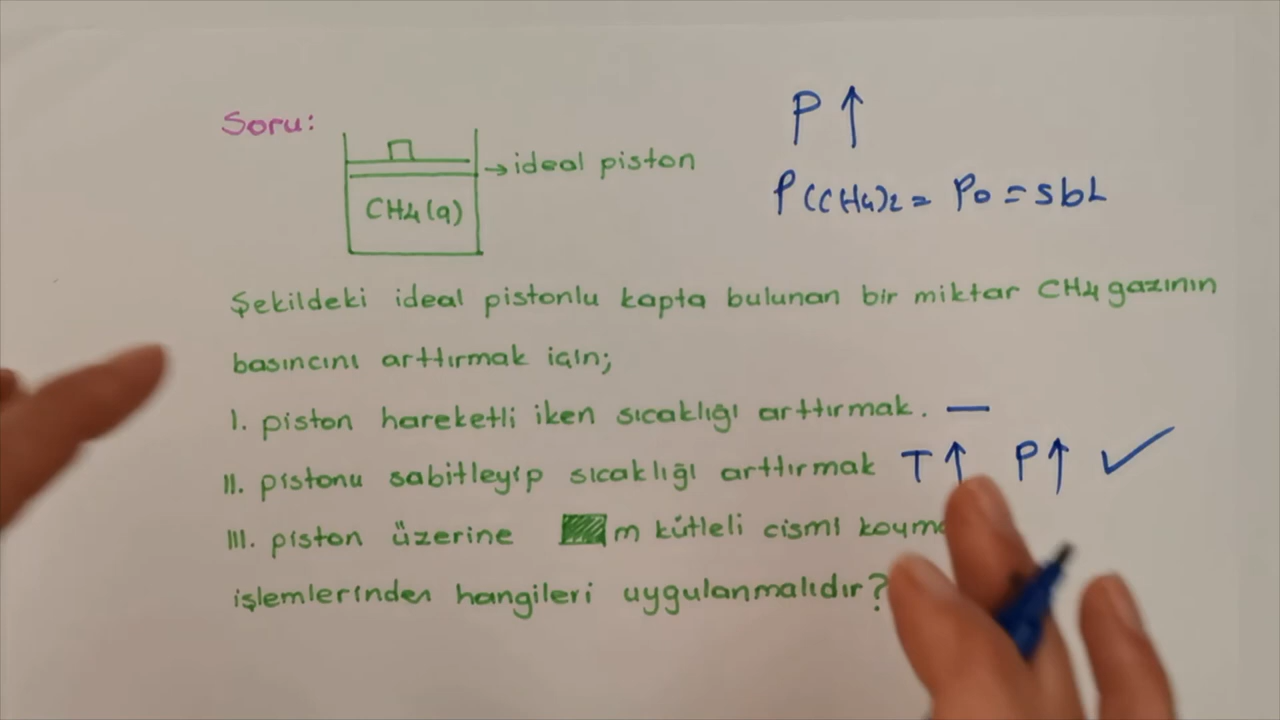 Soru:
→ ideal piston
CH4(g)
P↑
P(CH4)2 = P0 = sbt
Şekildeki ideal pistonlu kapta bulunan bir miktar CH4 gazının
basıncını arttırmak için;
I. piston hareketli iken sıcaklığı arttırmak. —
II. pistonu sabitleyip sıcaklığı arttırmak T↑ P↑ ✓
III. piston üzerine m kütleli cismi
işlemlerinden hangileri uygulanmalıdır?